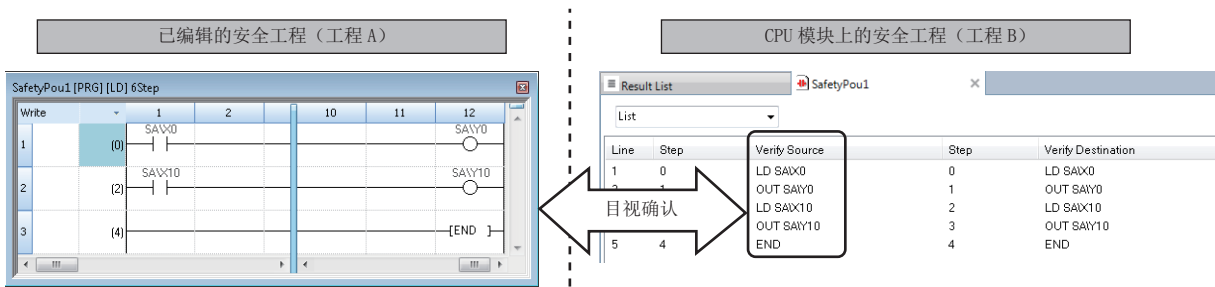 已编辑的安全工程（工程 A）
CPU 模块上的安全工程（工程 B）
SafetyPou1 [PRG] [LD] 6Step
Write 1 2 10 11 12
1 (0) SA\X0 SA\Y0
2 (2) SA\X10 SA\Y10
3 (4) [END ]
目视确认
Result List SafetyPou1
List
Line Step Verify Source Step Verify Destination
1 0 LD SA\X0 0 LD SA\X0
OUT SA\Y0 1 OUT SA\Y0
LD SA\X10 2 LD SA\X10
OUT SA\Y10 3 OUT SA\Y10
5 4 END 4 END